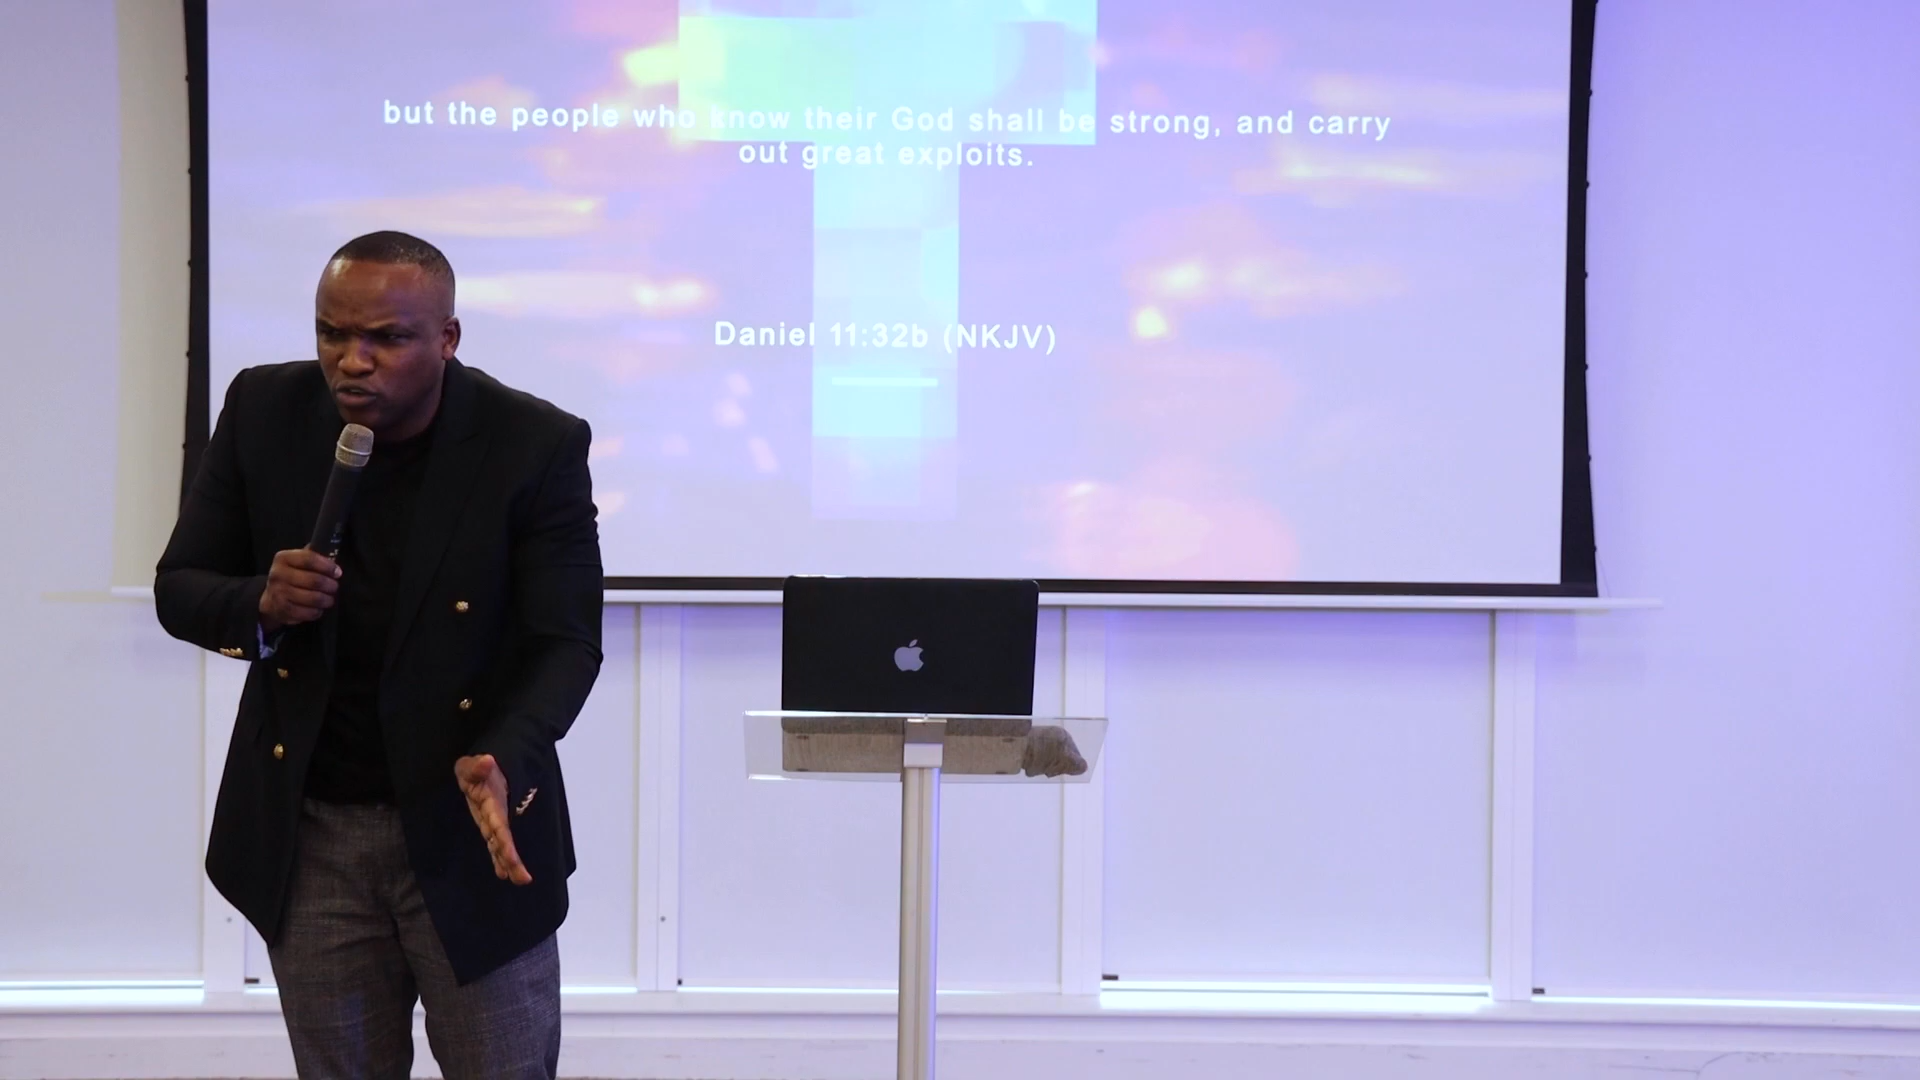 but the people who know their God shall be strong, and carry
out great exploits.
Daniel 11:32b (NKJV)